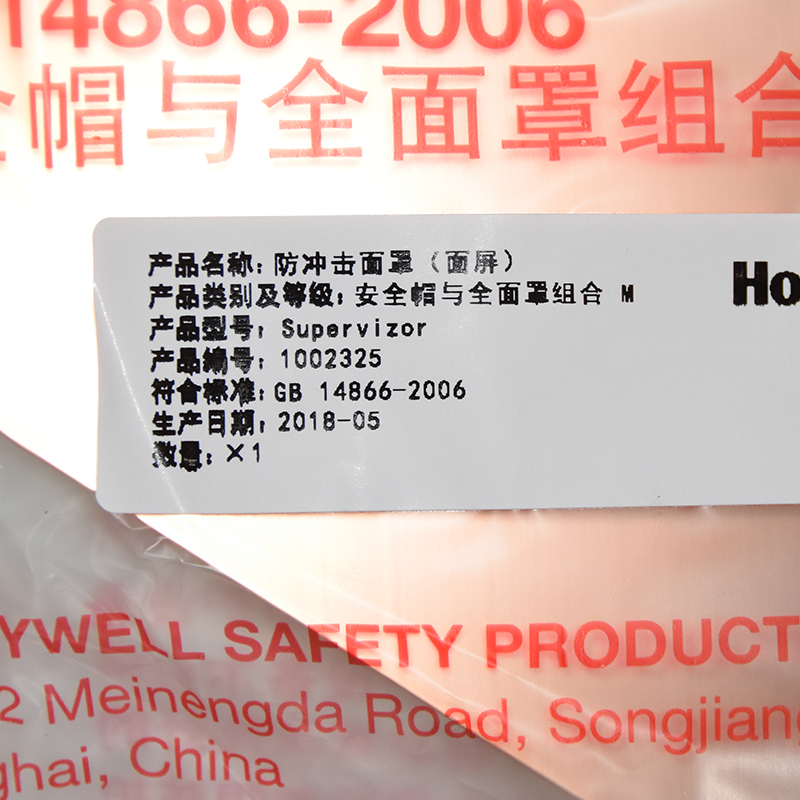 14866-2006
全帽与全面罩组合
产品名称: 防冲击面罩（面屏）
Ho
产品类别及等级: 安全帽与全面罩组合 M
产品型号: Supervizor
产品编号: 1002325
符合标准: GB 14866-2006
生产日期: 2018-05
数量: ×1
YWELL SAFETY PRODUCT
2 Meinengda Road, Songjiang
ghai, China